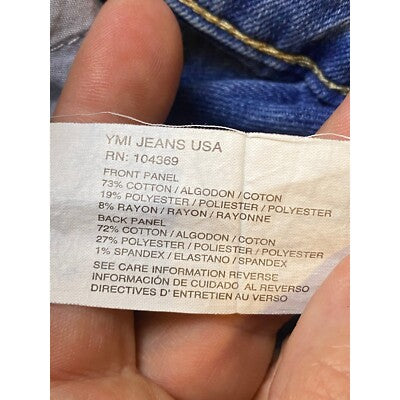 YMI JEANS USA
RN: 104369
FRONT PANEL
73% COTTON / ALGODON / COTON
19% POLYESTER / POLIESTER / POLYESTER
8% RAYON / RAYON / RAYONNE
BACK PANEL
72% COTTON / ALGODON / COTON
27% POLYESTER / POLIESTER / POLYESTER
1% SPANDEX / ELASTANO / SPANDEX
SEE CARE INFORMATION REVERSE
INFORMACIÓN DE CUIDADO AL REVERSO
DIRECTIVES D' ENTRETIEN AU VERSO